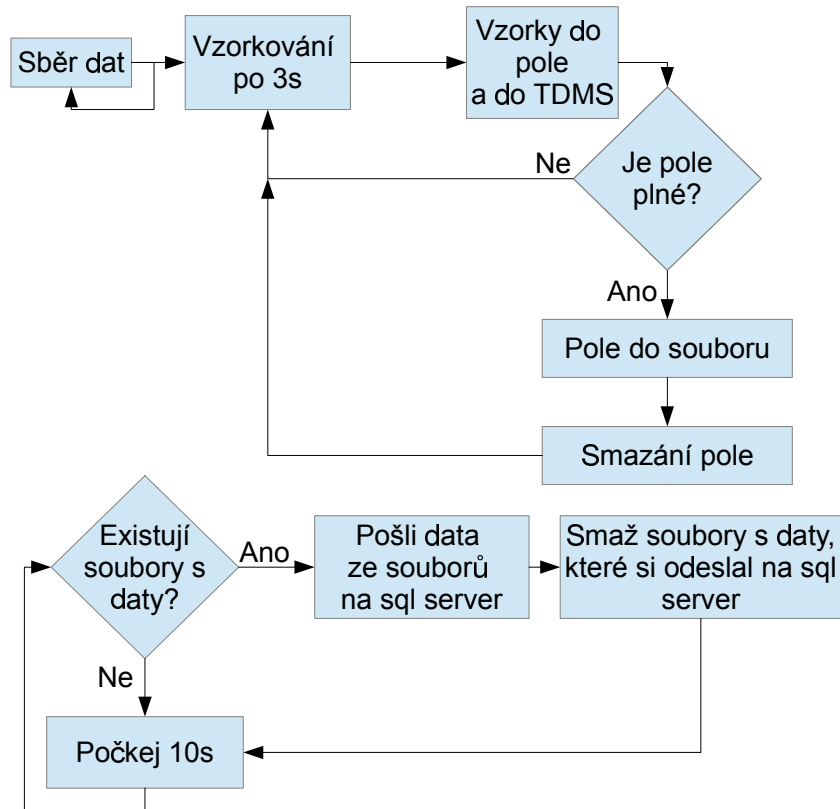 Sběr dat
Vzorkování
po 3s
Vzorky do
pole
a do TDMS
Ne
Je pole
plné?
Ano
Pole do souboru
Smazání pole
Existují
soubory s
daty?
Ano
Pošli data
ze souborů
na sql server
Smaž soubory s daty,
které si odeslal na sql
server
Ne
Počkej 10s